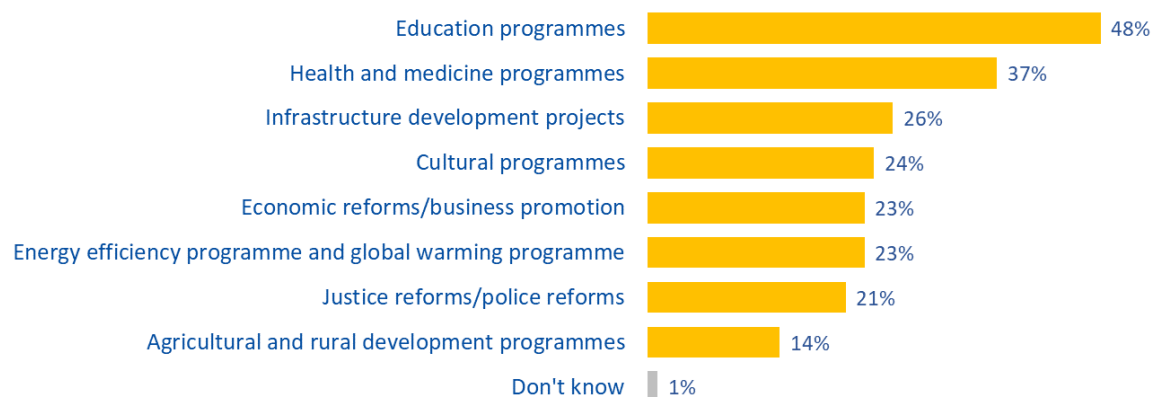 Education programmes 48%
Health and medicine programmes 37%
Infrastructure development projects 26%
Cultural programmes 24%
Economic reforms/business promotion 23%
Energy efficiency programme and global warming programme 23%
Justice reforms/police reforms 21%
Agricultural and rural development programmes 14%
Don't know 1%